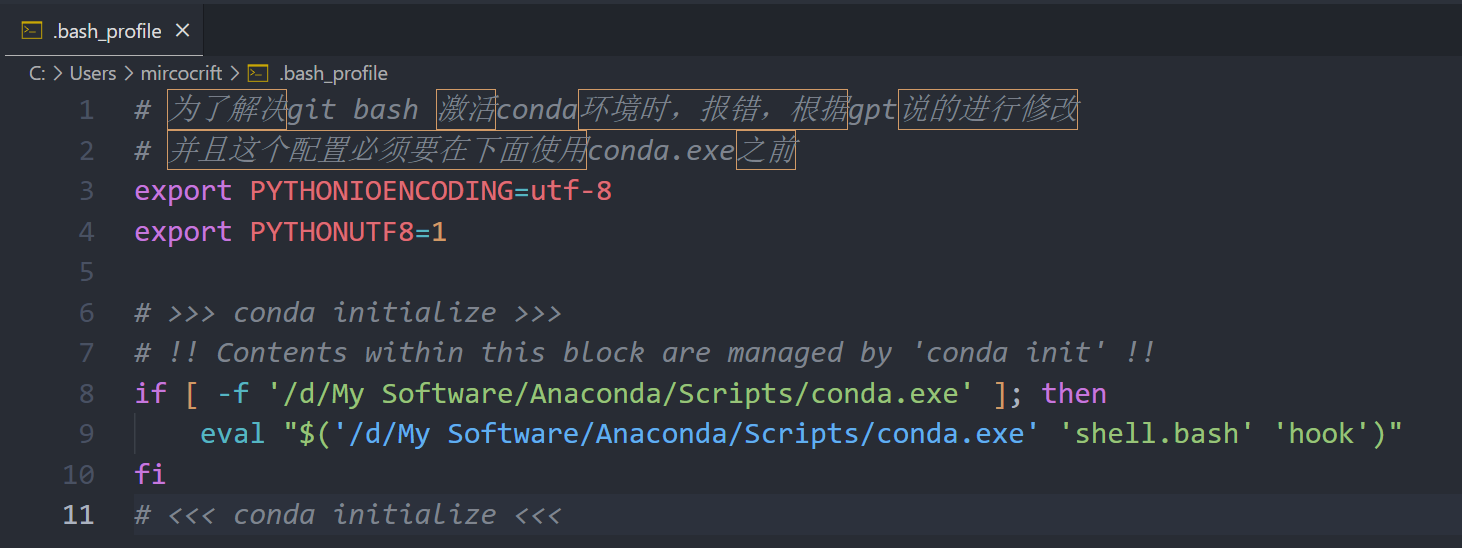 .bash_profile
C: > Users > mircocrift > .bash_profile
1 # 为了解决git bash 激活conda环境时，报错，根据gpt说的进行修改
2 # 并且这个配置必须要在下面使用conda.exe之前
3 export PYTHONIOENCODING=utf-8
4 export PYTHONUTF8=1
5
6 # >>> conda initialize >>>
7 # !! Contents within this block are managed by 'conda init' !!
8 if [ -f '/d/My Software/Anaconda/Scripts/conda.exe' ]; then
9     eval "$('/d/My Software/Anaconda/Scripts/conda.exe' 'shell.bash' 'hook')"
10 fi
11 # <<< conda initialize <<<